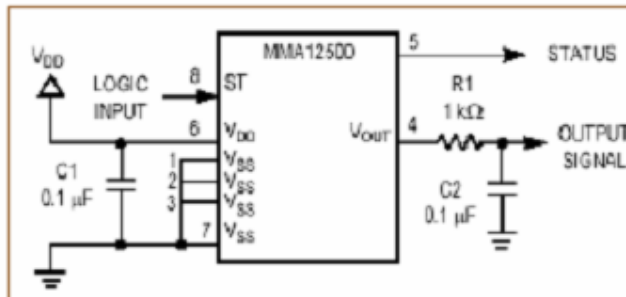 MMA1250D
5
STATUS
VDD
LOGIC
INPUT
8
ST
R1
1 kΩ
6
VDD
VOUT
4
OUTPUT
SIGNAL
C1
0.1 µF
1
VSS
2
VSS
3
VSS
7
VSS
C2
0.1 µF